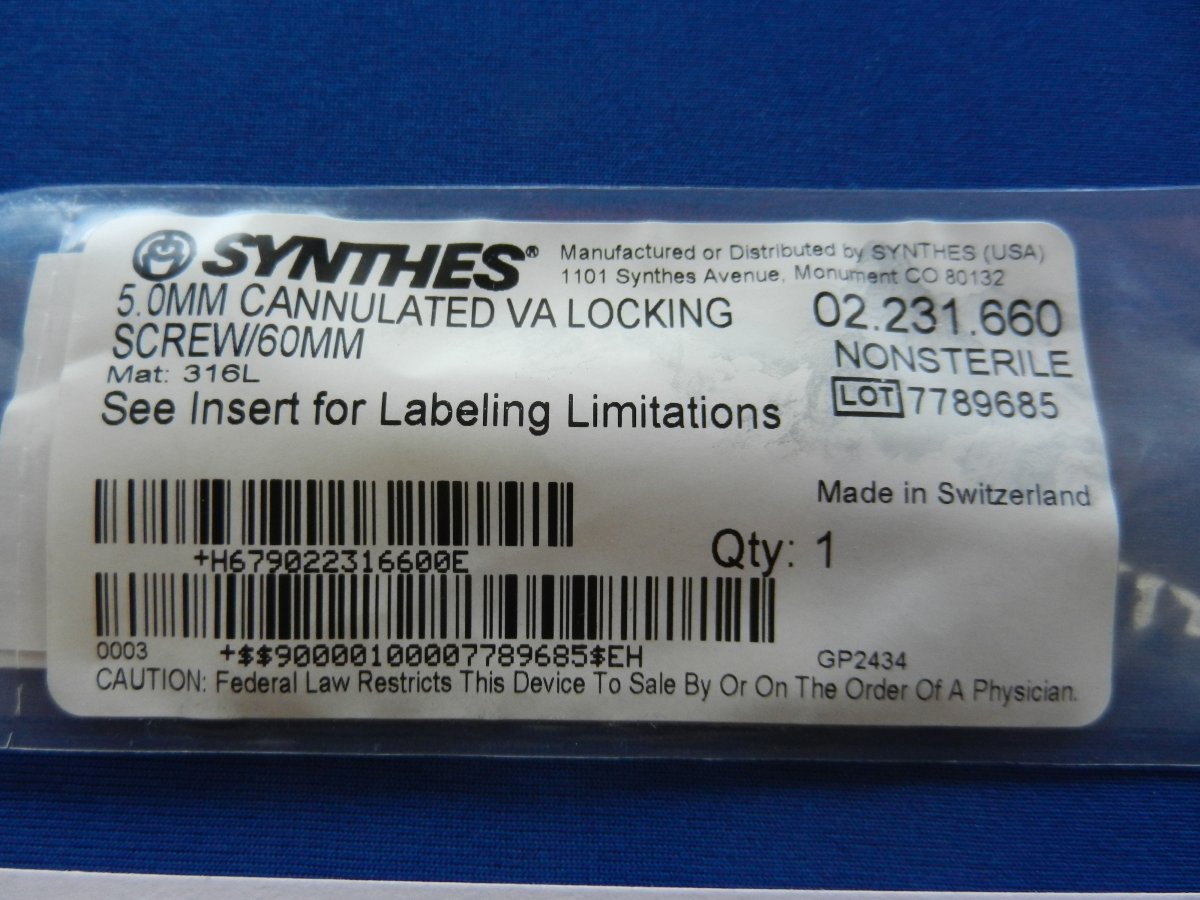 SYNTHES® Manufactured or Distributed by SYNTHES (USA)
1101 Synthes Avenue, Monument CO 80132
5.0MM CANNULATED VA LOCKING
SCREW/60MM
02.231.660
NONSTERILE
Mat: 316L
LOT 7789685
See Insert for Labeling Limitations
Made in Switzerland
+H679022316600E
Qty: 1
0003
+$$90000100007789685$EH
GP2434
CAUTION: Federal Law Restricts This Device To Sale By Or On The Order Of A Physician.